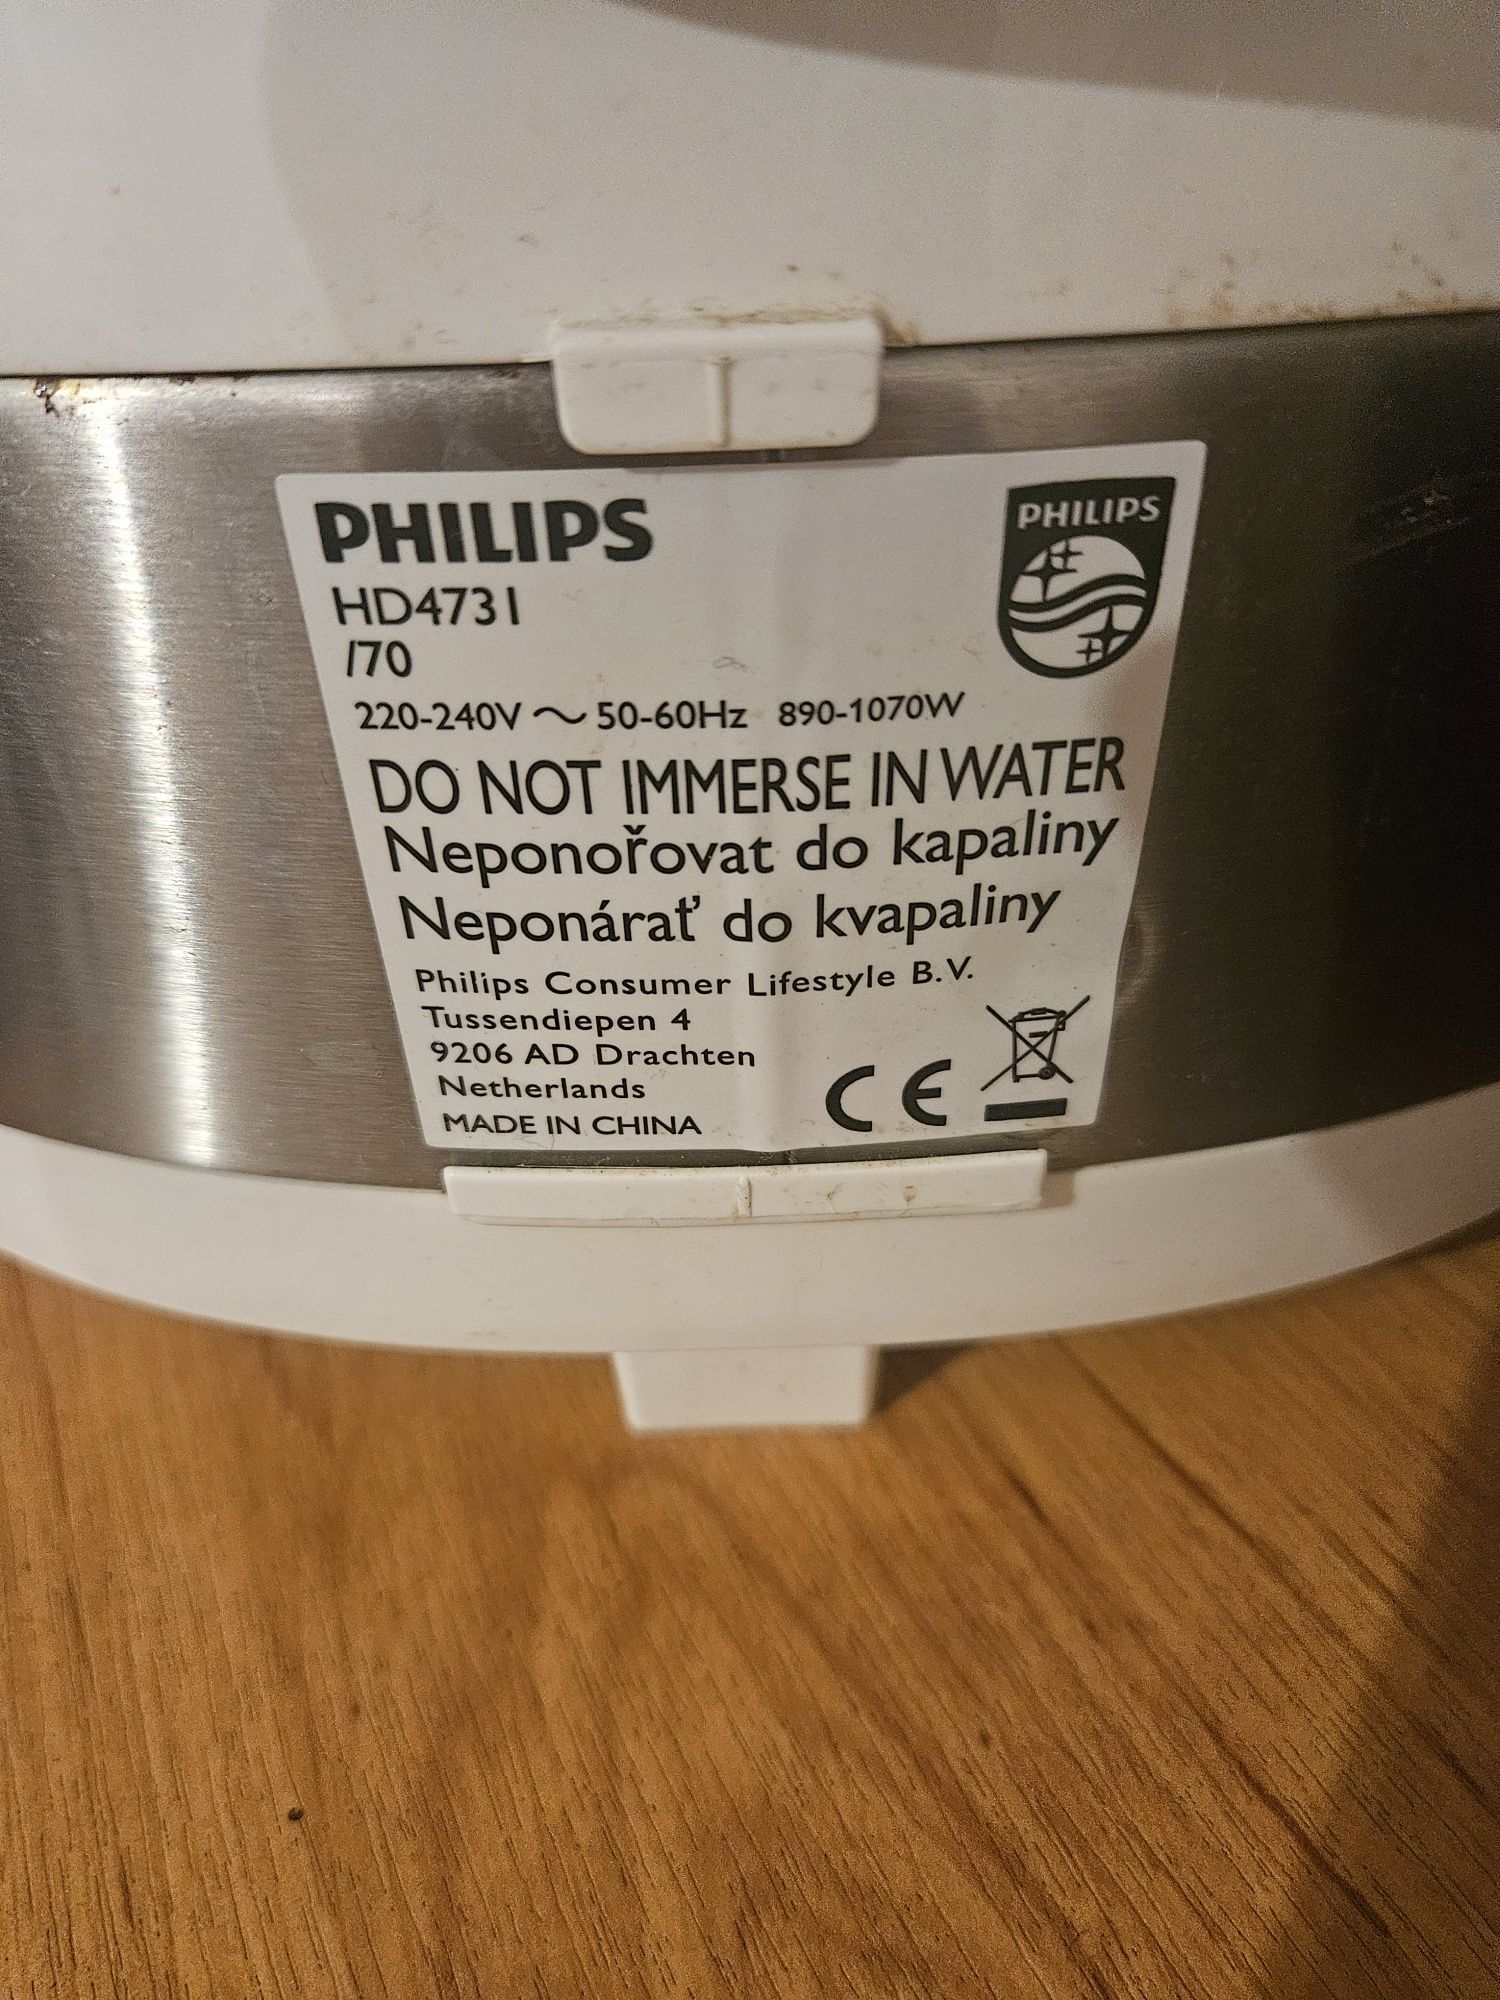 PHILIPS
PHILIPS
HD4731
/70
220-240V ~ 50-60Hz 890-1070W
DO NOT IMMERSE IN WATER
Neponořovat do kapaliny
Neponárať do kvapaliny
Philips Consumer Lifestyle B.V.
Tussendiepen 4
9206 AD Drachten
Netherlands
MADE IN CHINA
CE